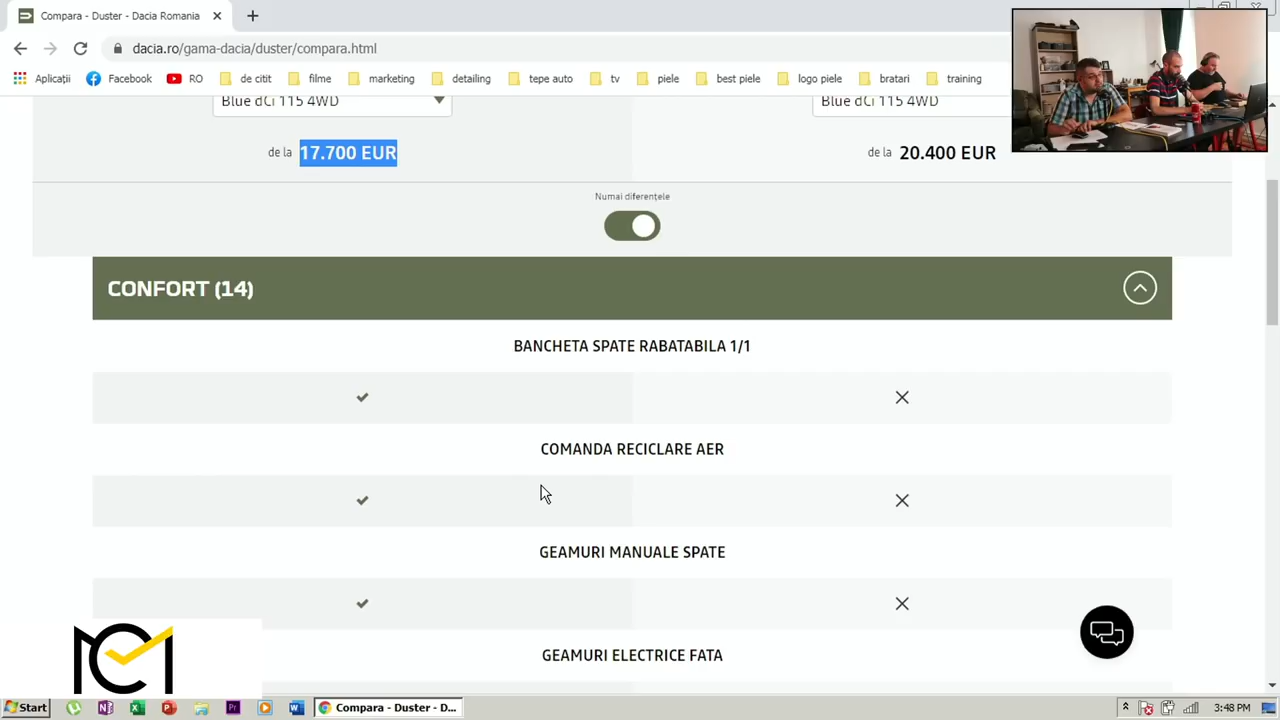 Compara - Duster - Dacia Romania
dacia.ro/gama-dacia/duster/compara.html
Aplicații Facebook RO de citit filme marketing detailing tepe auto tv piele best piele logo piele bratari training
Blue dCi 115 4WD Blue dCi 115 4WD
de la 17.700 EUR de la 20.400 EUR
Numai diferențele
CONFORT (14)
BANCHETA SPATE RABATABILA 1/1
COMANDA RECICLARE AER
GEAMURI MANUALE SPATE
GEAMURI ELECTRICE FATA
Start Compara - Duster - D... 3:48 PM